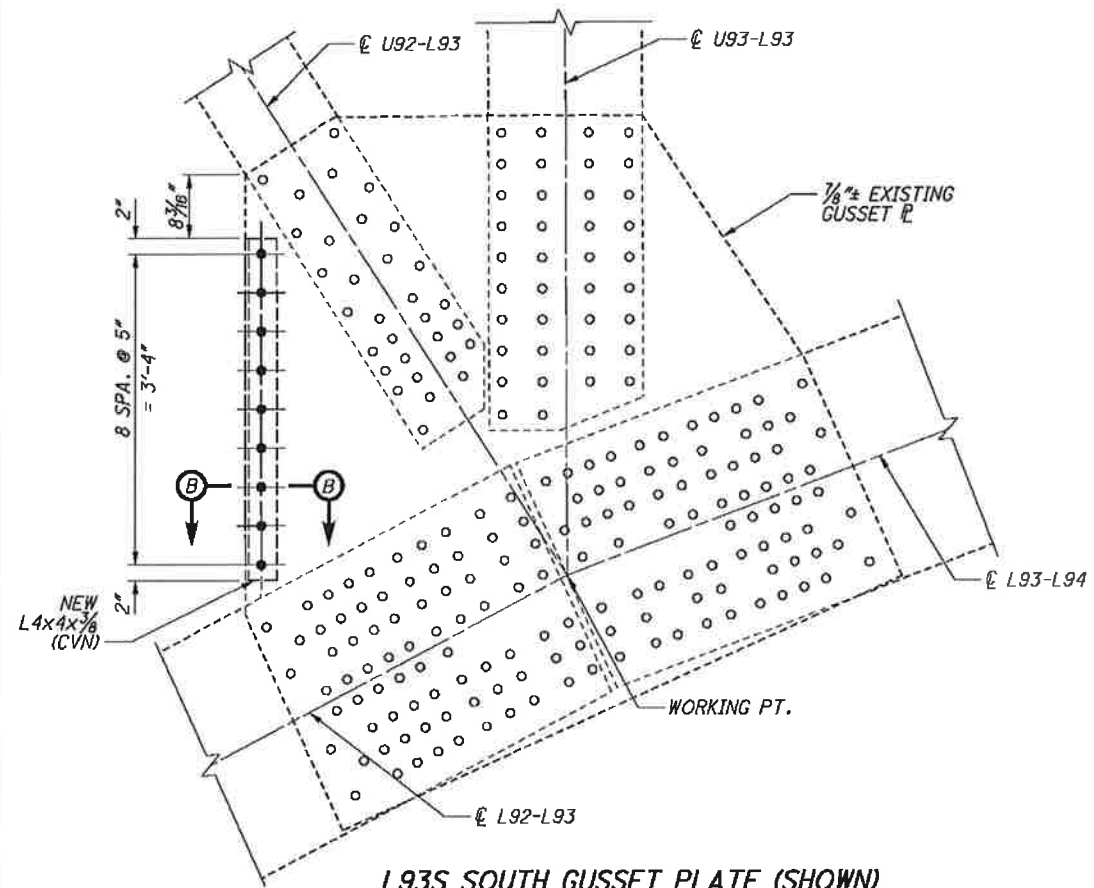 ℄ U92-L93
℄ U93-L93
7/8"± EXISTING
GUSSET ℙL
2"
8 3/16"
8 SPA. @ 5"
= 3'-4"
B
B
2"
NEW
L4x4x3/8
(CVN)
℄ L93-L94
WORKING PT.
℄ L92-L93
L93S SOUTH GUSSET PLATE (SHOWN)